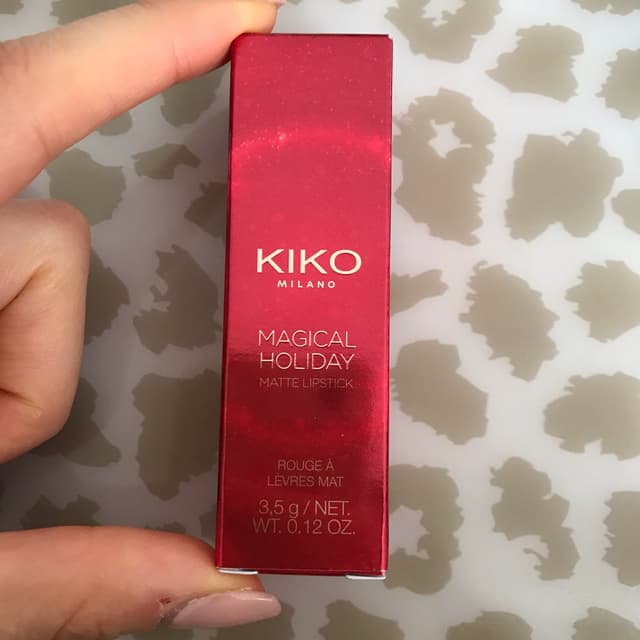 KIKO
MILANO
MAGICAL
HOLIDAY
MATTE LIPSTICK
ROUGE À
LÈVRES MAT
3,5 g / NET.
WT. 0.12 OZ.